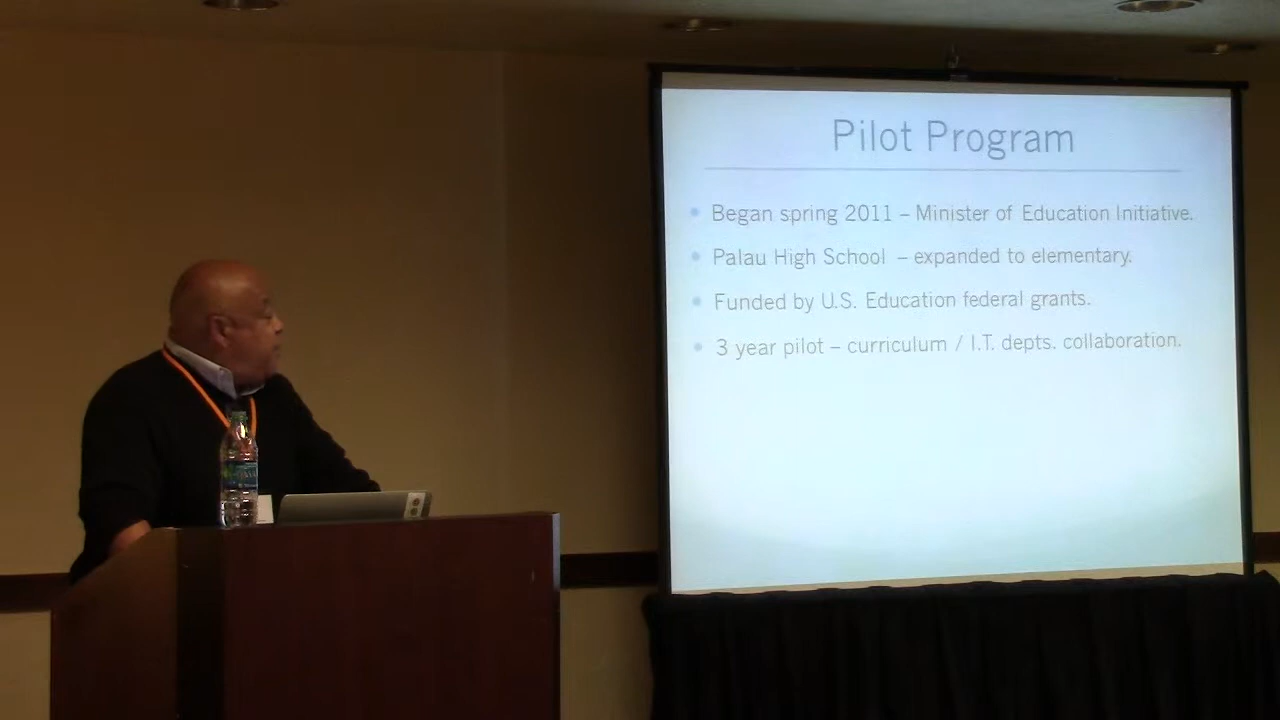 Pilot Program
• Began spring 2011 – Minister of Education Initiative.
• Palau High School – expanded to elementary.
• Funded by U.S. Education federal grants.
• 3 year pilot – curriculum / I.T. depts. collaboration.